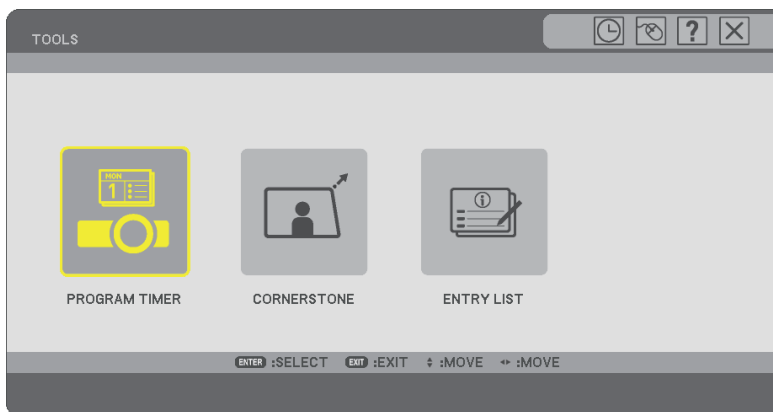 TOOLS
?
MON
1
PROGRAM TIMER
CORNERSTONE
ENTRY LIST
ENTER :SELECT EXIT :EXIT :MOVE :MOVE